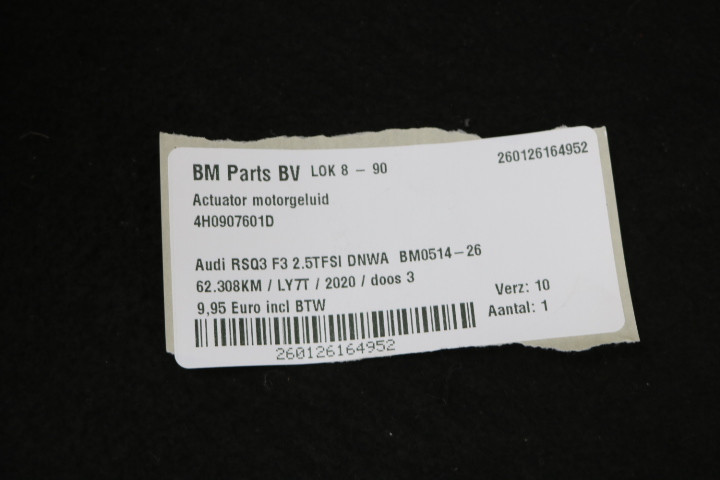 BM Parts BV LOK 8 - 90 260126164952
Actuator motorgeluid
4H0907601D
Audi RSQ3 F3 2.5TFSI DNWA BM0514-26
62.308KM / LY7T / 2020 / doos 3 Verz: 10
9,95 Euro incl BTW Aantal: 1
260126164952